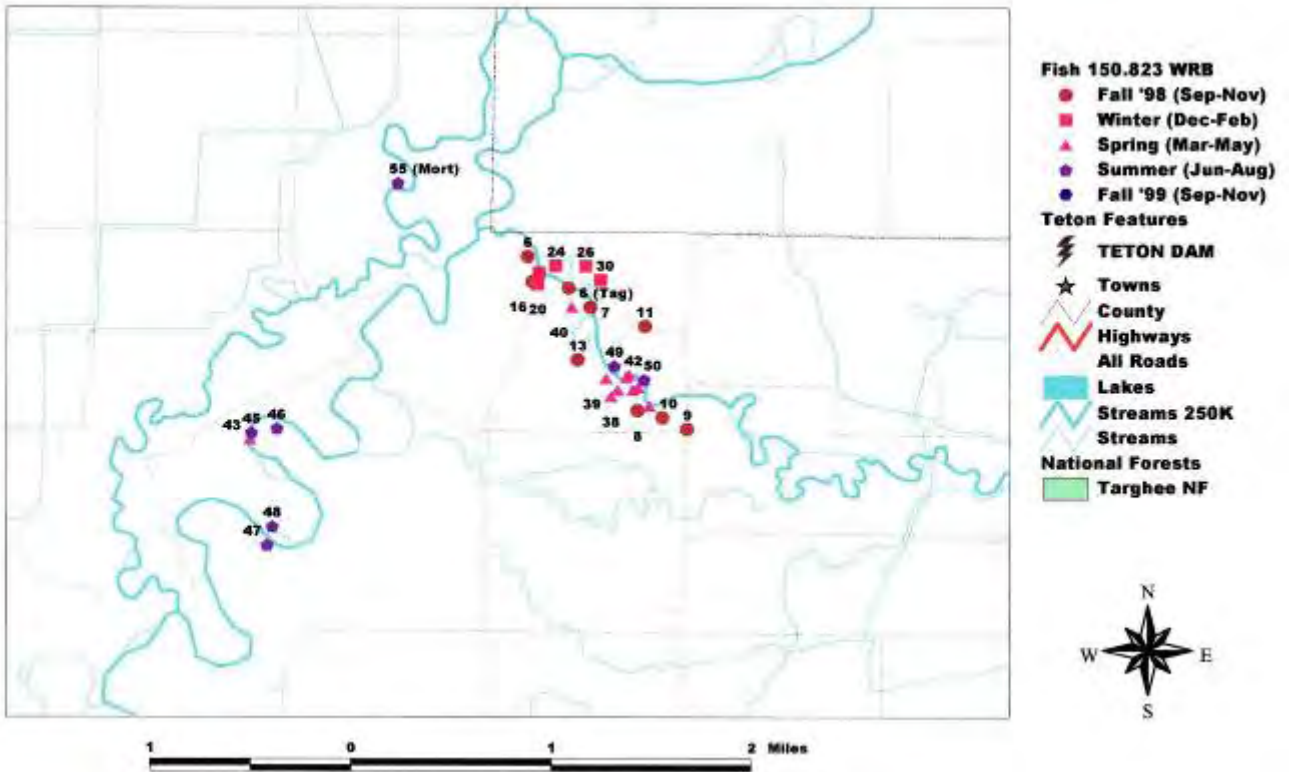 55 (Mort)
6
24
26
30
6 (Tag)
16
20
7
11
40
13
49
42
50
39
38
10
9
8
43
45
46
48
47
Fish 150.823 WRB
Fall '98 (Sep-Nov)
Winter (Dec-Feb)
Spring (Mar-May)
Summer (Jun-Aug)
Fall '99 (Sep-Nov)
Teton Features
TETON DAM
Towns
County
Highways
All Roads
Lakes
Streams 250K
Streams
National Forests
Targhee NF
N
W
E
S
1
0
1
2 Miles